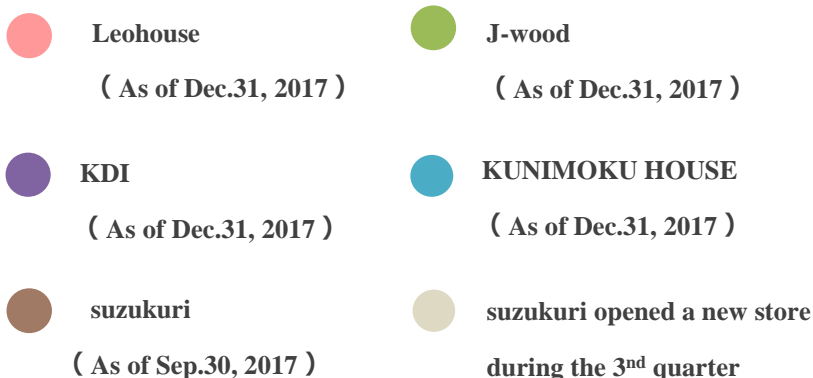 Leohouse
( As of Dec.31, 2017 )
J-wood
( As of Dec.31, 2017 )
KDI
( As of Dec.31, 2017 )
KUNIMOKU HOUSE
( As of Dec.31, 2017 )
suzukuri
( As of Sep.30, 2017 )
suzukuri opened a new store
during the 3nd quarter